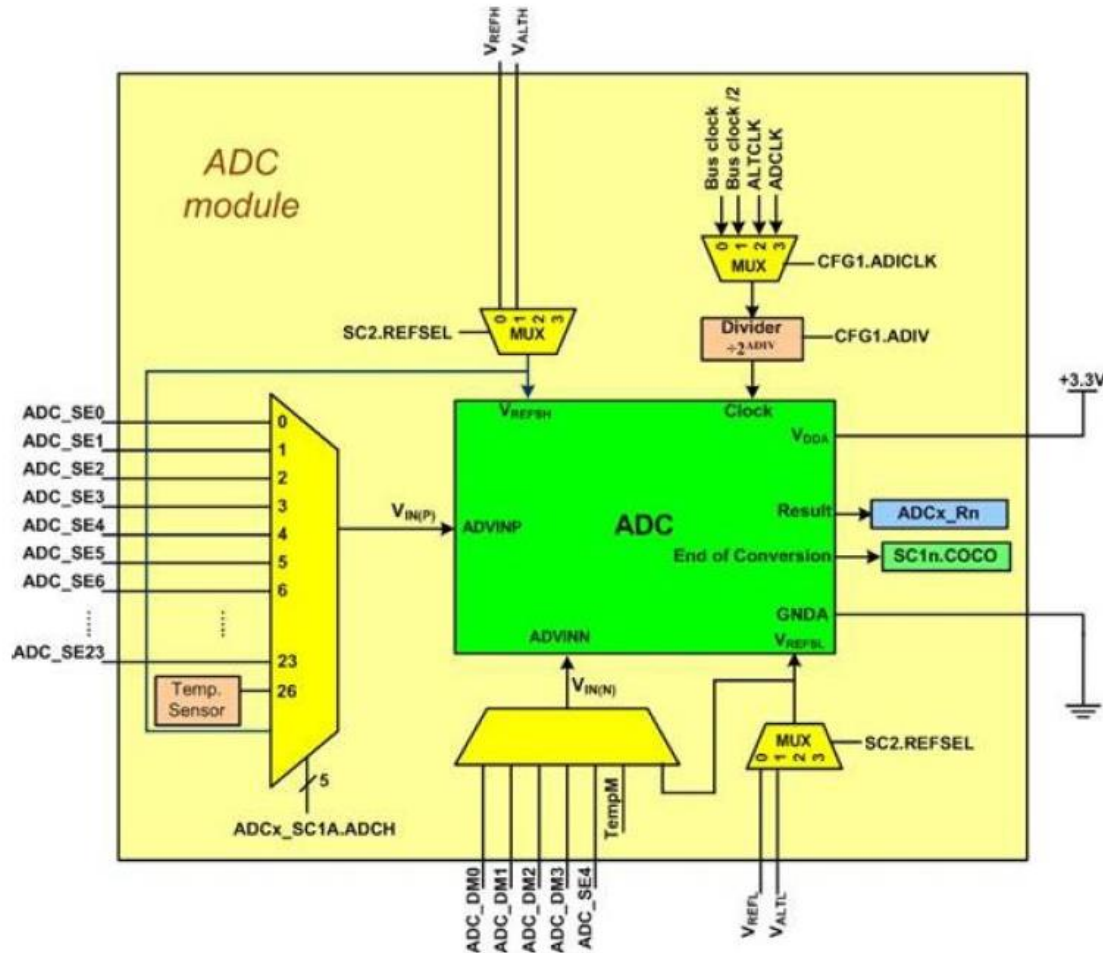 VREFH
VALTH
ADC
module
Bus clock
Bus clock /2
ALTCLK
ADCLK
0 1 2 3
MUX
CFG1.ADICLK
SC2.REFSEL
0 1 2 3
MUX
Divider
÷2^ADIV
CFG1.ADIV
+3.3V
VREFSH
Clock
VDDA
ADC_SE0
0
ADC_SE1
1
ADC_SE2
2
ADC_SE3
3
ADC_SE4
4
ADC_SE5
5
ADC_SE6
6
......
......
ADC_SE23
23
Temp.
Sensor
26
VIN(P)
ADVINP
ADC
Result
ADCx_Rn
End of Conversion
SC1n.COCO
GNDA
ADVINN
VREFSL
VIN(N)
MUX
0 1 2 3
SC2.REFSEL
5
ADCx_SC1A.ADCH
TempM
ADC_DM0
ADC_DM1
ADC_DM2
ADC_DM3
ADC_SE4
VREFL
VALTL